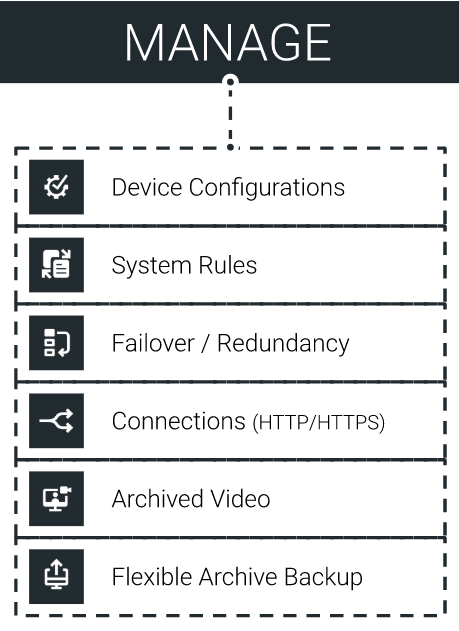 MANAGE
Device Configurations
System Rules
Failover / Redundancy
Connections (HTTP/HTTPS)
Archived Video
Flexible Archive Backup